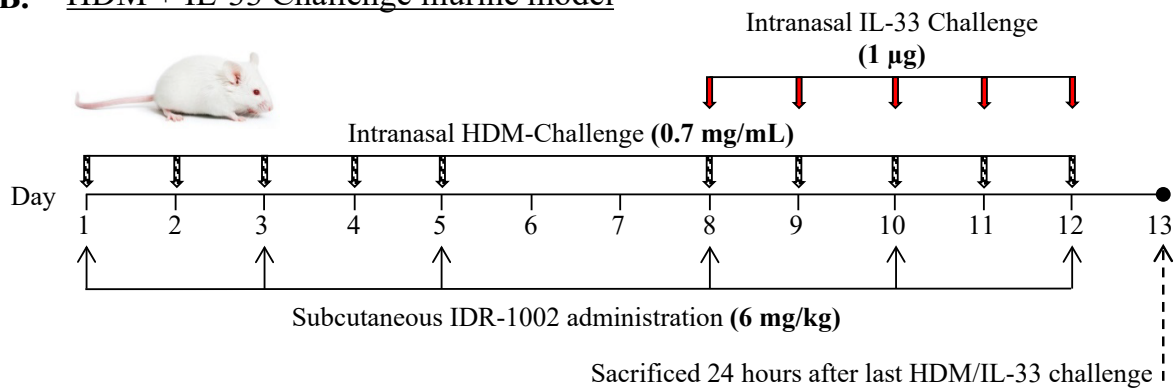 B. HDM + IL-33 Challenge murine model
Intranasal IL-33 Challenge
(1 µg)
Intranasal HDM-Challenge (0.7 mg/mL)
Day
1 2 3 4 5 6 7 8 9 10 11 12 13
Subcutaneous IDR-1002 administration (6 mg/kg)
Sacrificed 24 hours after last HDM/IL-33 challenge